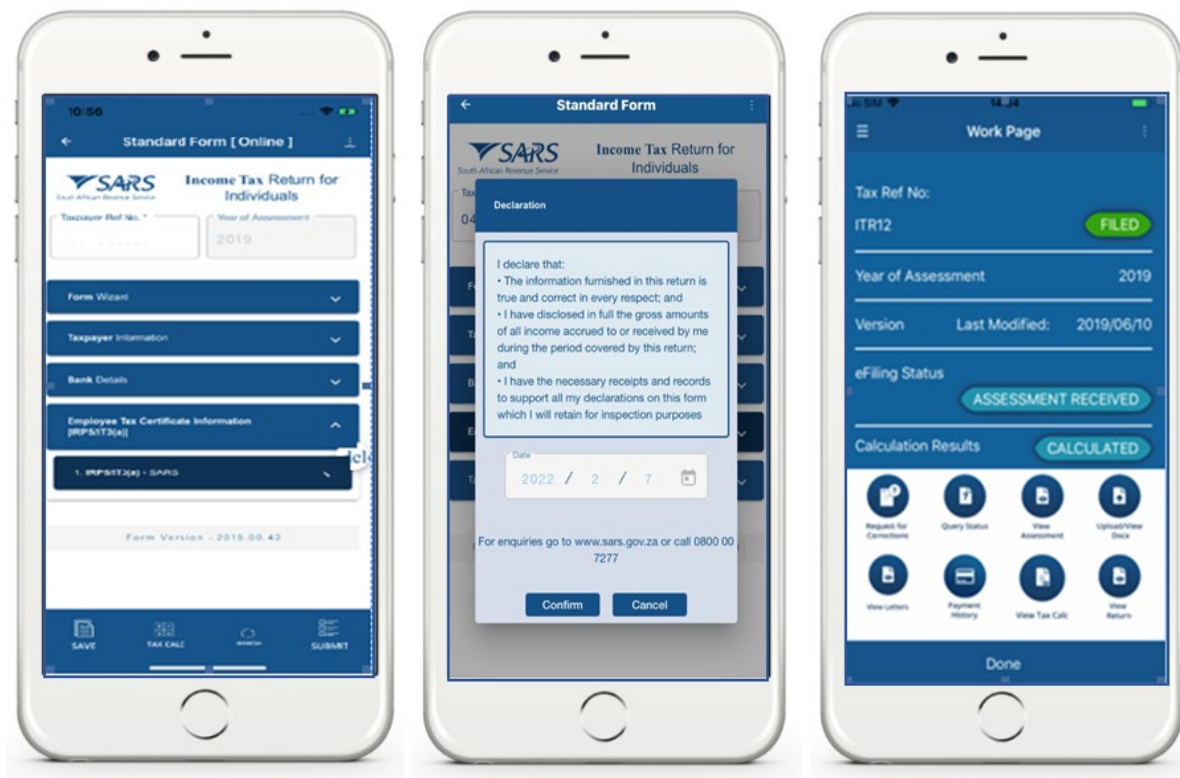 10:56
Standard Form [ Online ]
SARS
South African Revenue Service
Income Tax Return for
Individuals
Taxpayer Ref No. *
Year of Assessment
2019
Form Wizard
Taxpayer Information
Bank Details
Employee Tax Certificate Information
[IRP5/IT3(a)]
1. IRP5/IT3(a) - SARS
Form Version - 2019.00.42
SAVE
TAX CALC
SUBMIT
Standard Form
SARS
South African Revenue Service
Income Tax Return for
Individuals
Tax
04
Declaration
I declare that:
• The information furnished in this return is
true and correct in every respect; and
• I have disclosed in full the gross amounts
of all income accrued to or received by me
during the period covered by this return;
and
• I have the necessary receipts and records
to support all my declarations on this form
which I will retain for inspection purposes
Date
2022 / 2 / 7
For enquiries go to www.sars.gov.za or call 0800 00
7277
Confirm
Cancel
SIM
Work Page
Tax Ref No:
ITR12
FILED
Year of Assessment
2019
Version
Last Modified:
2019/06/10
eFiling Status
ASSESSMENT RECEIVED
Calculation Results
CALCULATED
Request for
Corrections
Query Status
View
Assessment
Upload/View
Docx
View Letters
Payment
History
View Tax Calc
View
Return
Done